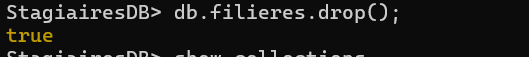 StagiairesDB> db.filieres.drop();
true
StagiairesDB> show collections